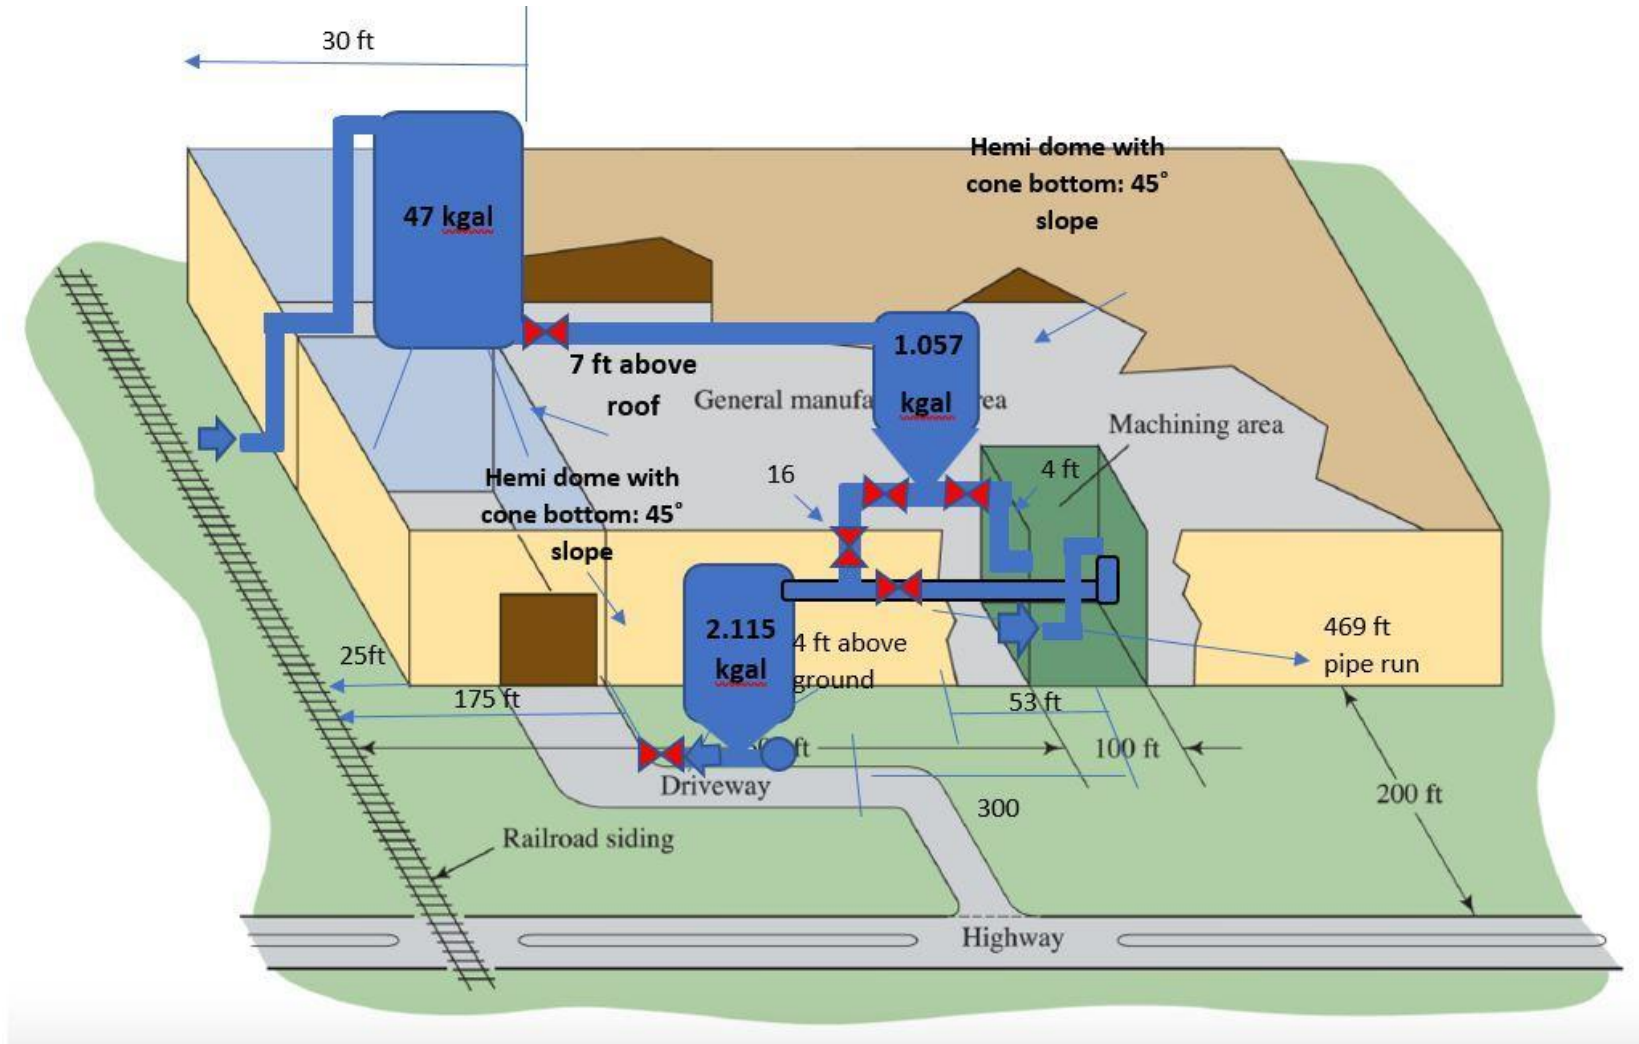 30 ft
Hemi dome with
cone bottom: 45°
slope
47 kgal
1.057
kgal
7 ft above
roof
General manufa
rea
Machining area
4 ft
16
Hemi dome with
cone bottom: 45°
slope
2.115
kgal
4 ft above
ground
469 ft
pipe run
25ft
175 ft
53 ft
ft
100 ft
Driveway
300
200 ft
Railroad siding
Highway